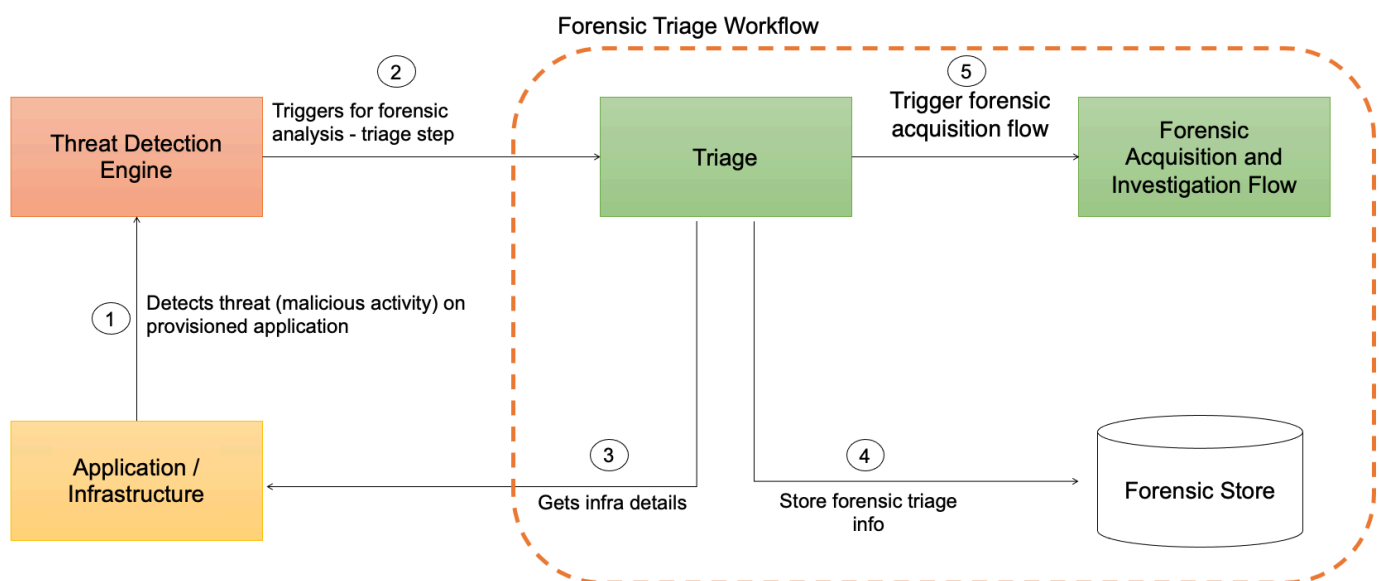 Forensic Triage Workflow
2
Triggers for forensic
analysis - triage step
5
Trigger forensic
acquisition flow
Threat Detection
Engine
Triage
Forensic
Acquisition and
Investigation Flow
1
Detects threat (malicious activity) on
provisioned application
Application /
Infrastructure
3
Gets infra details
4
Store forensic triage
info
Forensic Store